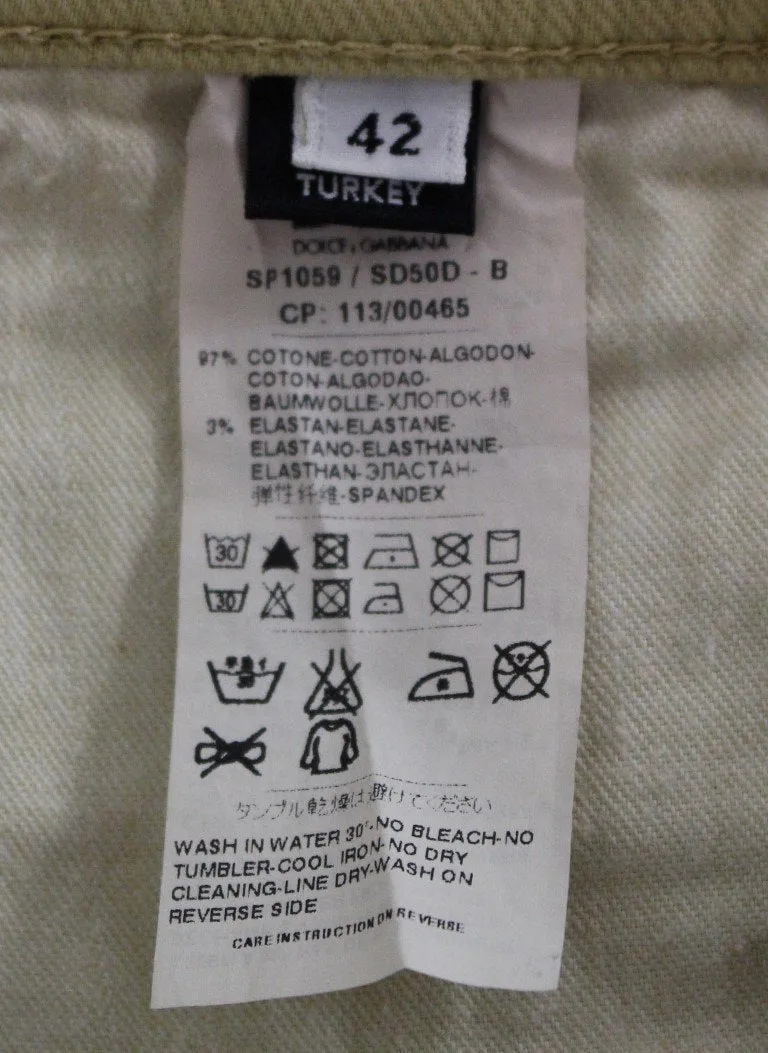 42
TURKEY
DOLCE & GABBANA
SP1059 / SD50D - B
CP: 113/00465
97% COTONE-COTTON-ALGODON-
COTON-ALGODAO-
BAUMWOLLE-ХЛОПОК-棉
3% ELASTAN-ELASTANE-
ELASTANO-ELASTHANNE-
ELASTHAN-ЭЛАСТАН-
弹性纤维-SPANDEX
30
30
タンブル乾燥は避けてください
WASH IN WATER 30°-NO BLEACH-NO
TUMBLER-COOL IRON-NO DRY
CLEANING-LINE DRY-WASH ON
REVERSE SIDE
CARE INSTRUCTION ON REVERSE